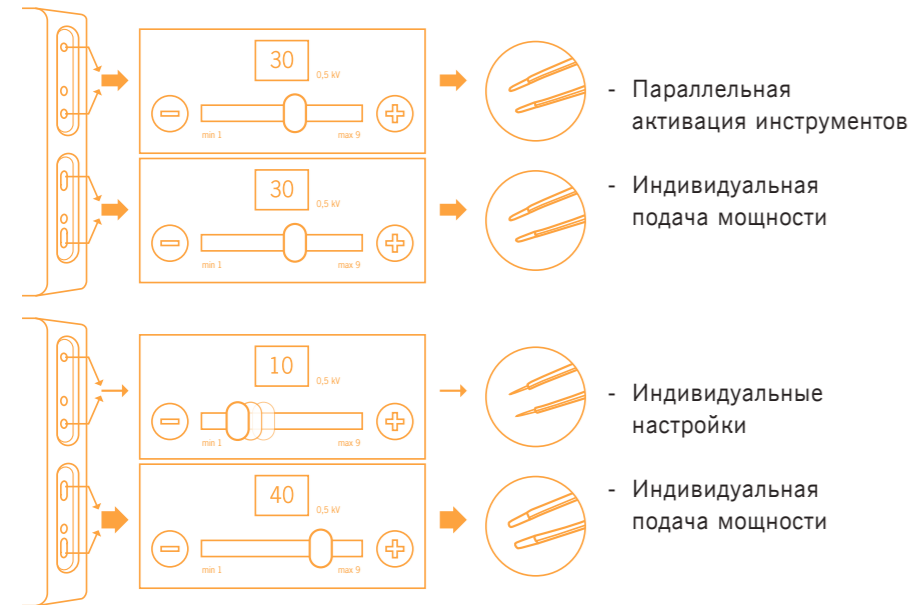 30
0,5 kV
min 1
max 9
- Параллельная
активация инструментов
30
0,5 kV
min 1
max 9
- Индивидуальная
подача мощности
10
0,5 kV
min 1
max 9
- Индивидуальные
настройки
40
0,5 kV
min 1
max 9
- Индивидуальная
подача мощности